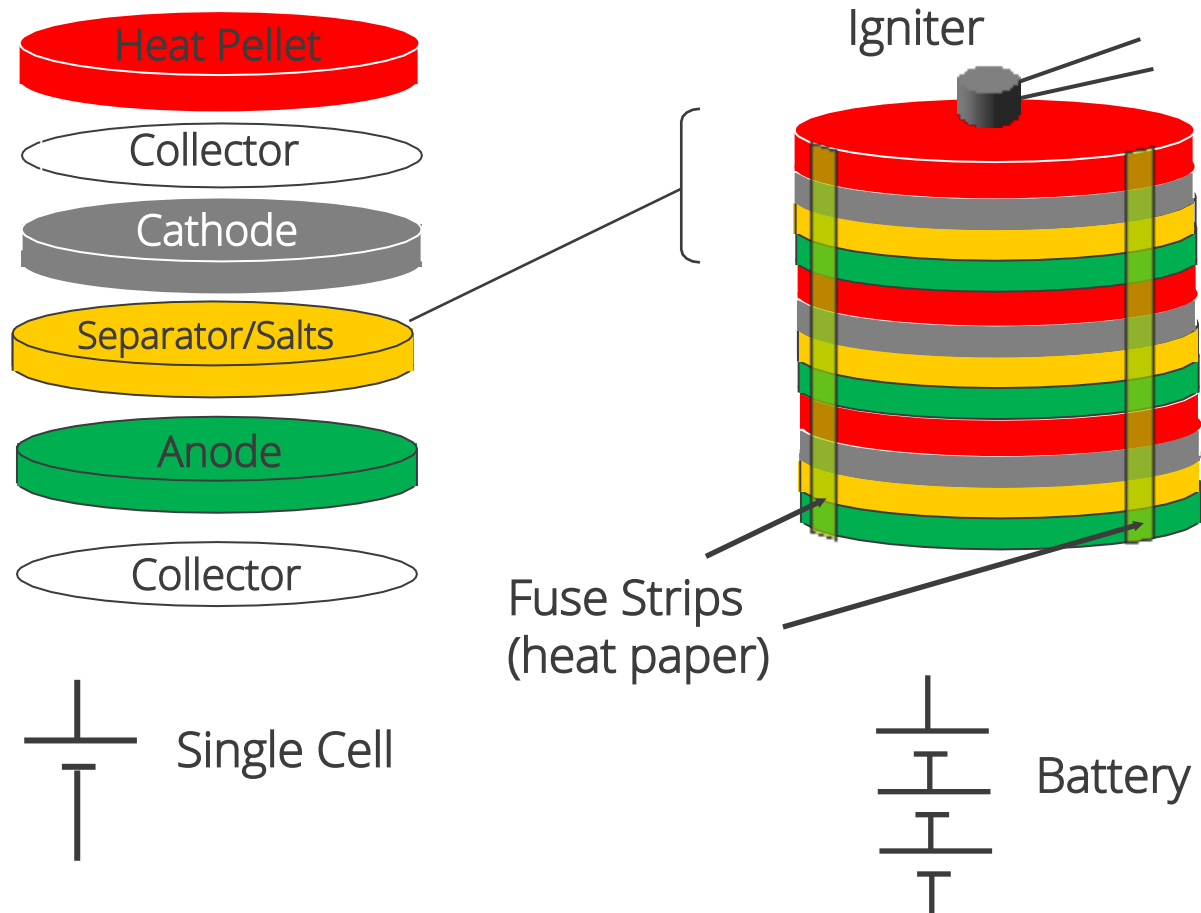 Heat Pellet
Collector
Cathode
Separator/Salts
Anode
Collector
Single Cell
Igniter
Fuse Strips
(heat paper)
Battery